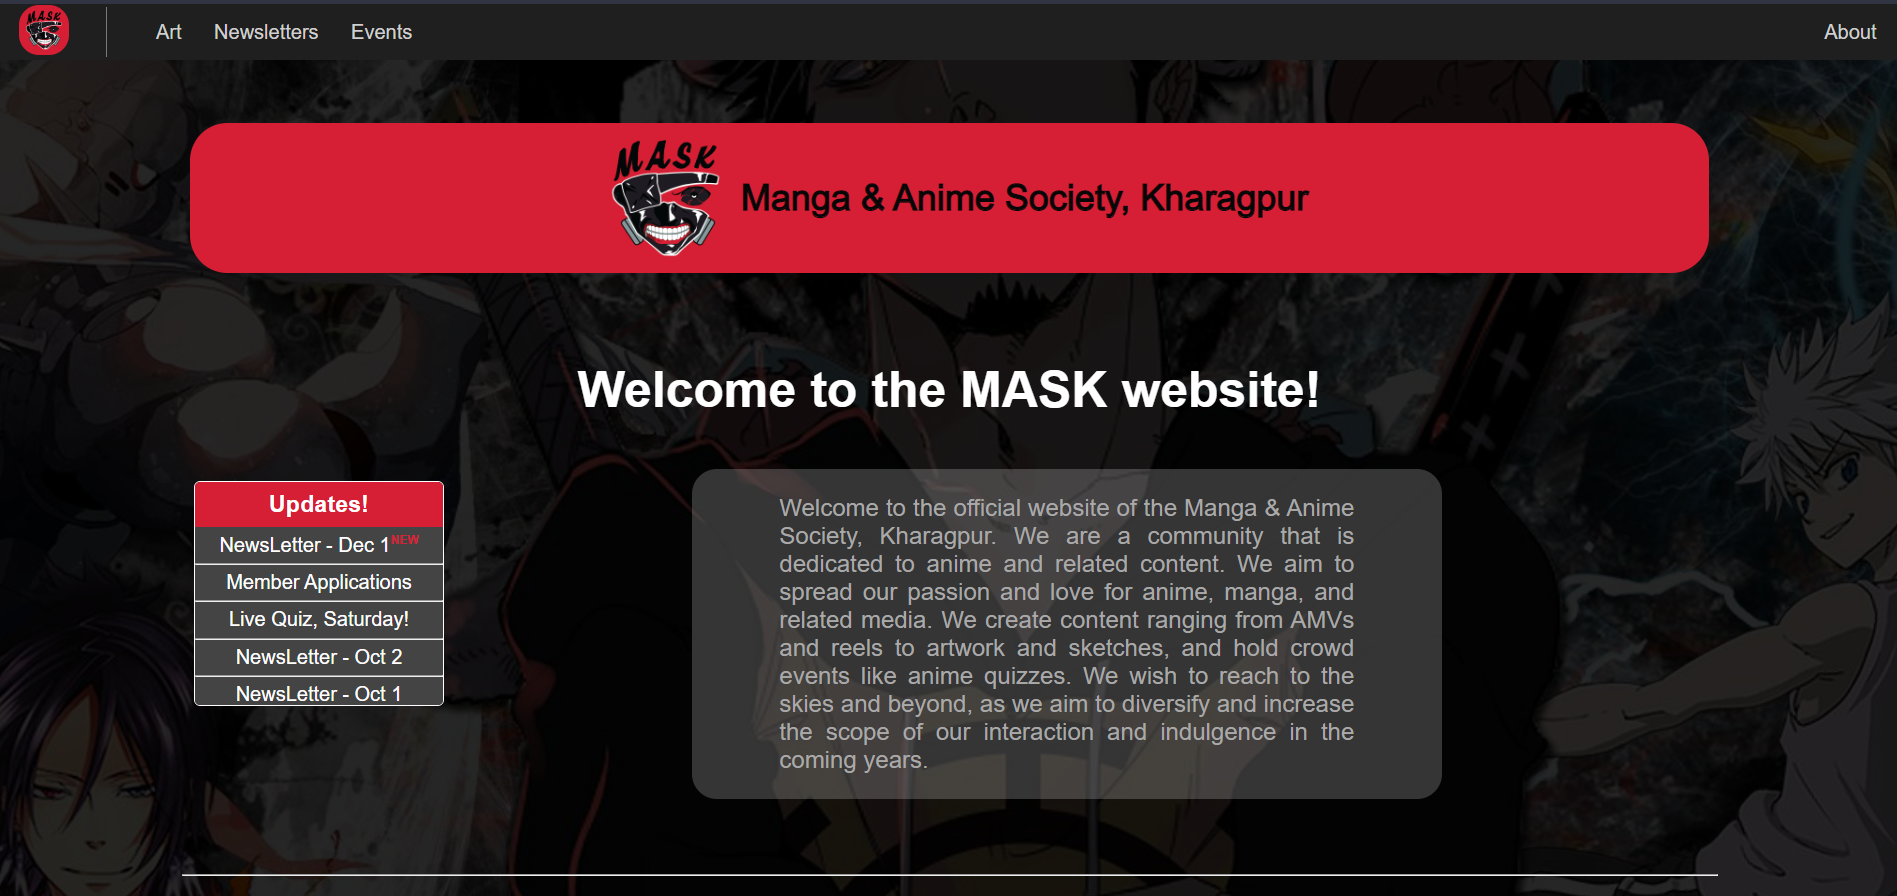 MASK
Art
Newsletters
Events
About
MASK
Manga & Anime Society, Kharagpur
Welcome to the MASK website!
Updates!
NewsLetter - Dec 1 NEW
Member Applications
Live Quiz, Saturday!
NewsLetter - Oct 2
NewsLetter - Oct 1
Welcome to the official website of the Manga & Anime
Society, Kharagpur. We are a community that is
dedicated to anime and related content. We aim to
spread our passion and love for anime, manga, and
related media. We create content ranging from AMVs
and reels to artwork and sketches, and hold crowd
events like anime quizzes. We wish to reach to the
skies and beyond, as we aim to diversify and increase
the scope of our interaction and indulgence in the
coming years.